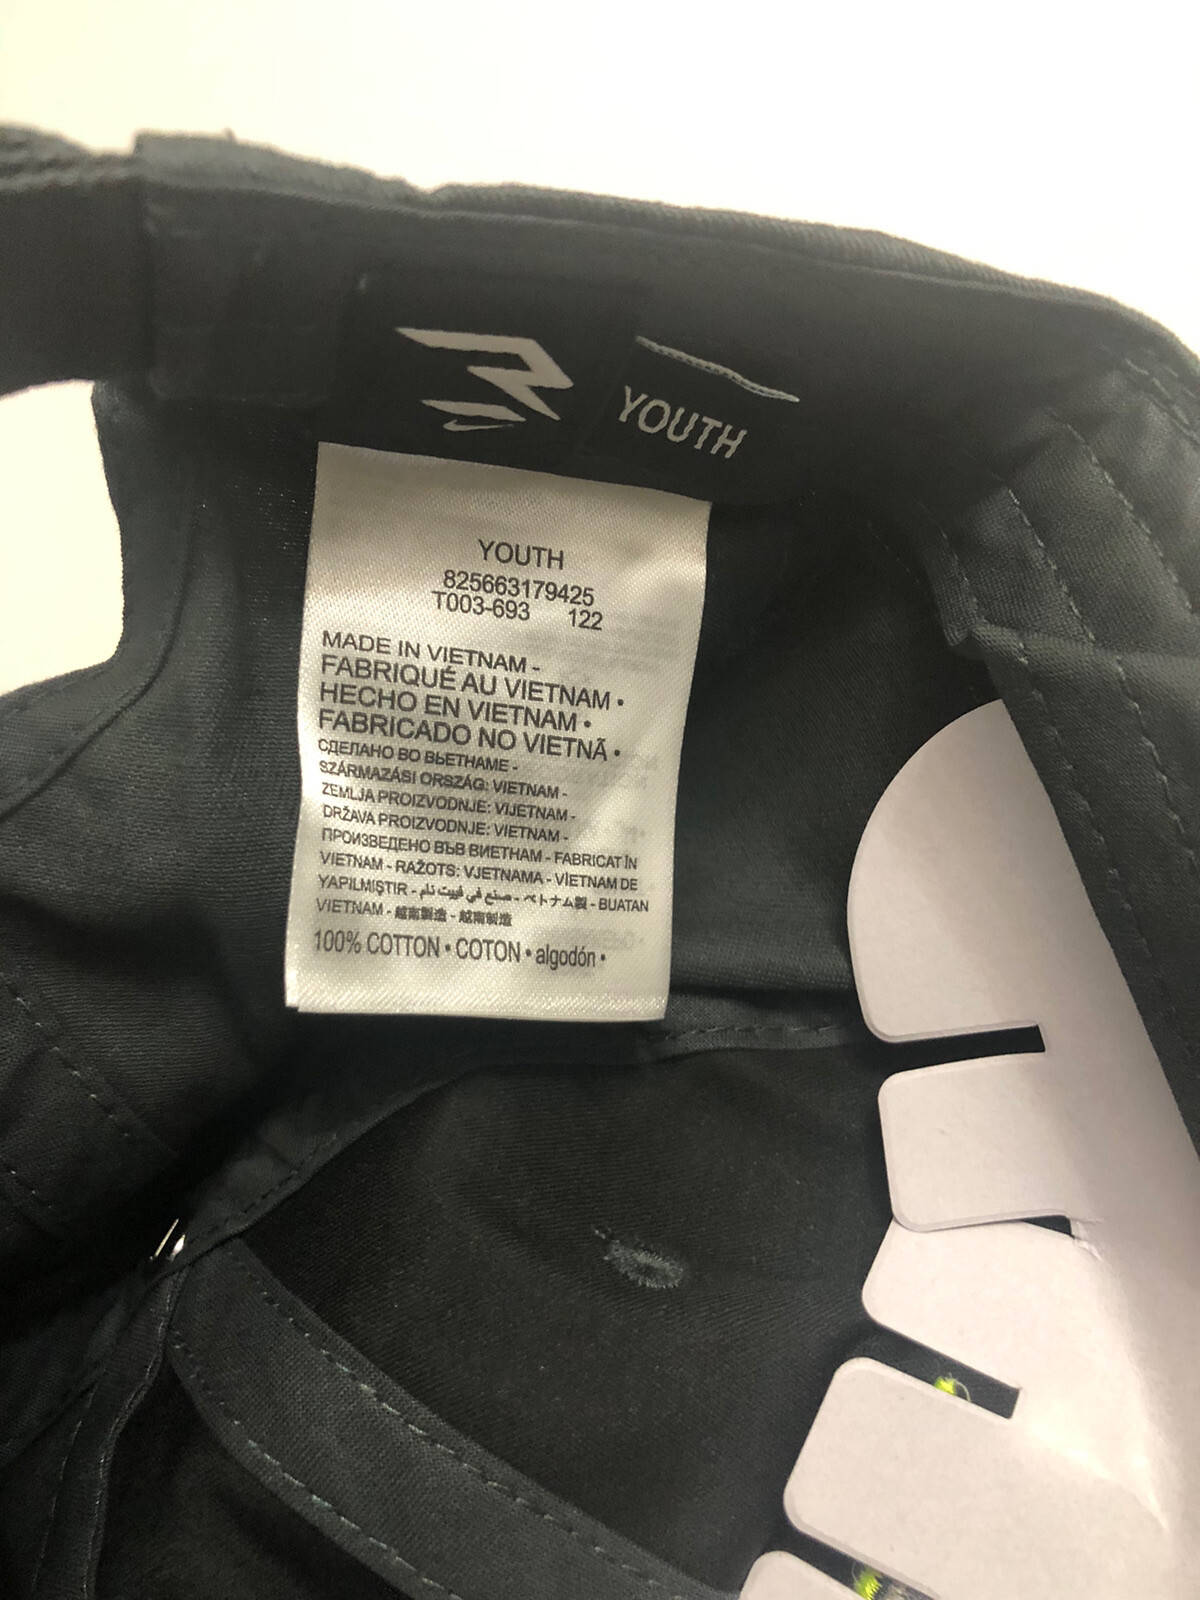 YOUTH
YOUTH
825663179425
T003-693 122
MADE IN VIETNAM -
FABRIQUÉ AU VIETNAM •
HECHO EN VIETNAM •
FABRICADO NO VIETNÃ •
СДЕЛАНО ВО ВЬЕТНАМЕ -
SZÁRMAZÁSI ORSZÁG: VIETNAM -
ZEMLJA PROIZVODNJE: VIJETNAM -
DRŽAVA PROIZVODNJE: VIETNAM -
ПРОИЗВЕДЕНО ВЪВ ВИЕТНАМ - FABRICAT ÎN
VIETNAM - RAŽOTS: VJETNAMA - VİETNAM DE
YAPILMIŞTIR - صنع في فييت نام - ベトナム製 - BUATAN
VIETNAM - 越南製造 - 越南制造
100% COTTON • COTON • algodón •